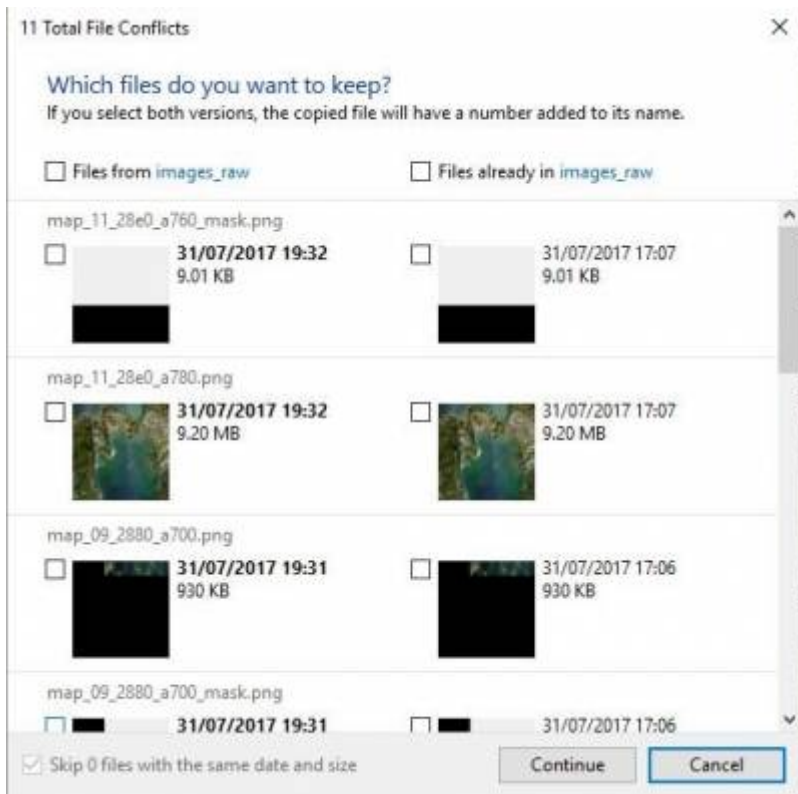 11 Total File Conflicts
Which files do you want to keep?
If you select both versions, the copied file will have a number added to its name.
Files from images_raw
Files already in images_raw
map_11_28e0_a760_mask.png
31/07/2017 19:32
9.01 KB
31/07/2017 17:07
9.01 KB
map_11_28e0_a780.png
31/07/2017 19:32
9.20 MB
31/07/2017 17:07
9.20 MB
map_09_2880_a700.png
31/07/2017 19:31
930 KB
31/07/2017 17:06
930 KB
map_09_2880_a700_mask.png
31/07/2017 19:31
31/07/2017 17:06
Skip 0 files with the same date and size
Continue
Cancel